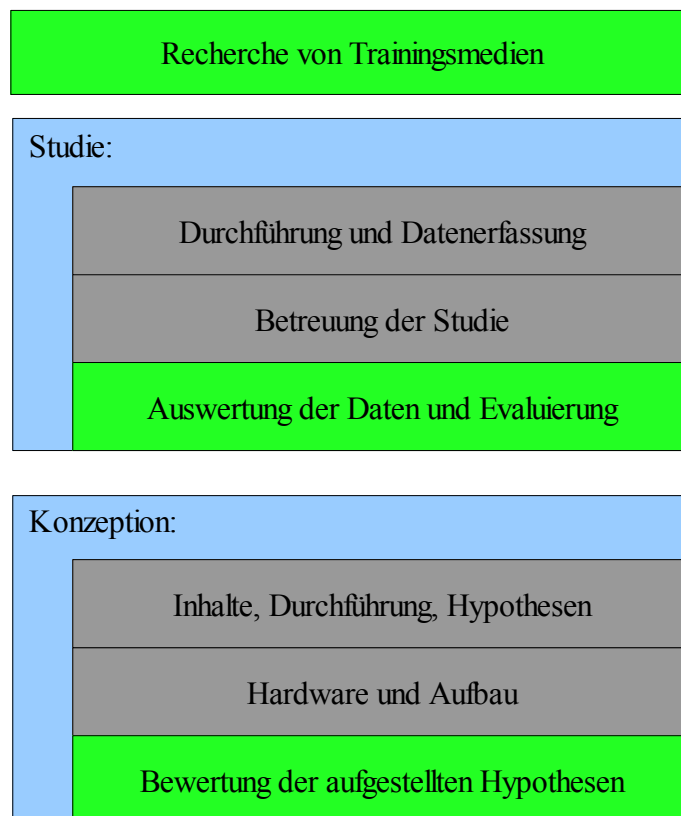 Recherche von Trainingsmedien
Studie:
Durchführung und Datenerfassung
Betreuung der Studie
Auswertung der Daten und Evaluierung
Konzeption:
Inhalte, Durchführung, Hypothesen
Hardware und Aufbau
Bewertung der aufgestellten Hypothesen